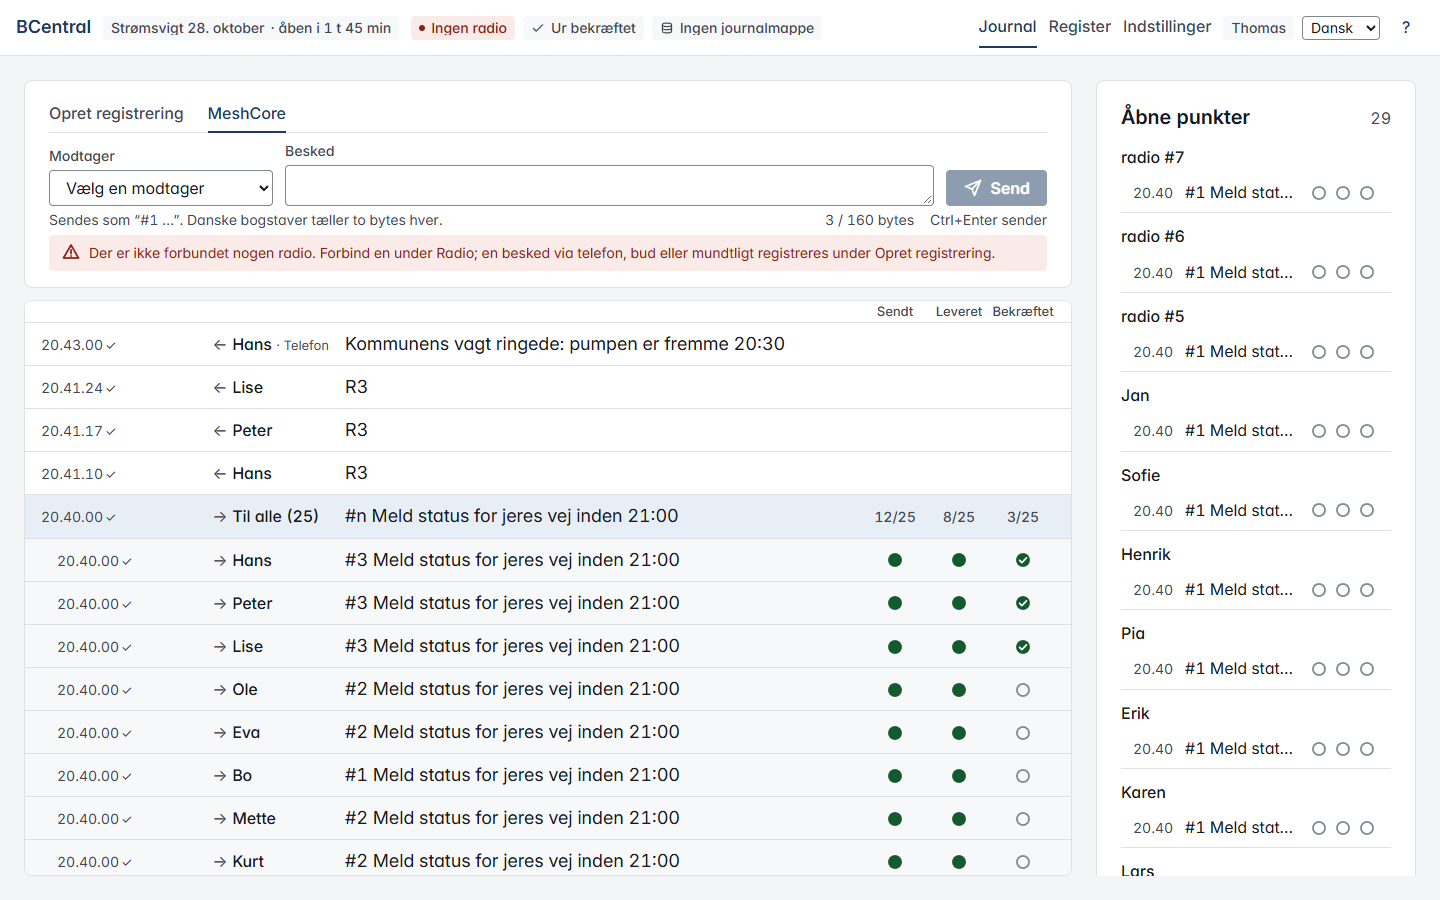 BCentral
Strømsvigt 28. oktober · åben i 1 t 45 min
Ingen radio
Ur bekræftet
Ingen journalmappe
Journal
Register
Indstillinger
Thomas
Dansk
?
Opret registrering
MeshCore
Modtager
Besked
Vælg en modtager
Send
Sendes som “#1 …”. Danske bogstaver tæller to bytes hver.
3 / 160 bytes
Ctrl+Enter sender
Der er ikke forbundet nogen radio. Forbind en under Radio; en besked via telefon, bud eller mundtligt registreres under Opret registrering.
Sendt Leveret Bekræftet
20.43.00 ← Hans · Telefon Kommunens vagt ringede: pumpen er fremme 20:30
20.41.24 ← Lise R3
20.41.17 ← Peter R3
20.41.10 ← Hans R3
20.40.00 → Til alle (25) #n Meld status for jeres vej inden 21:00 12/25 8/25 3/25
20.40.00 → Hans #3 Meld status for jeres vej inden 21:00
20.40.00 → Peter #3 Meld status for jeres vej inden 21:00
20.40.00 → Lise #3 Meld status for jeres vej inden 21:00
20.40.00 → Ole #2 Meld status for jeres vej inden 21:00
20.40.00 → Eva #2 Meld status for jeres vej inden 21:00
20.40.00 → Bo #1 Meld status for jeres vej inden 21:00
20.40.00 → Mette #2 Meld status for jeres vej inden 21:00
20.40.00 → Kurt #2 Meld status for jeres vej inden 21:00
Åbne punkter 29
radio #7
20.40 #1 Meld stat…
radio #6
20.40 #1 Meld stat…
radio #5
20.40 #1 Meld stat…
Jan
20.40 #1 Meld stat…
Sofie
20.40 #1 Meld stat…
Henrik
20.40 #1 Meld stat…
Pia
20.40 #1 Meld stat…
Erik
20.40 #1 Meld stat…
Karen
20.40 #1 Meld stat…
Lars